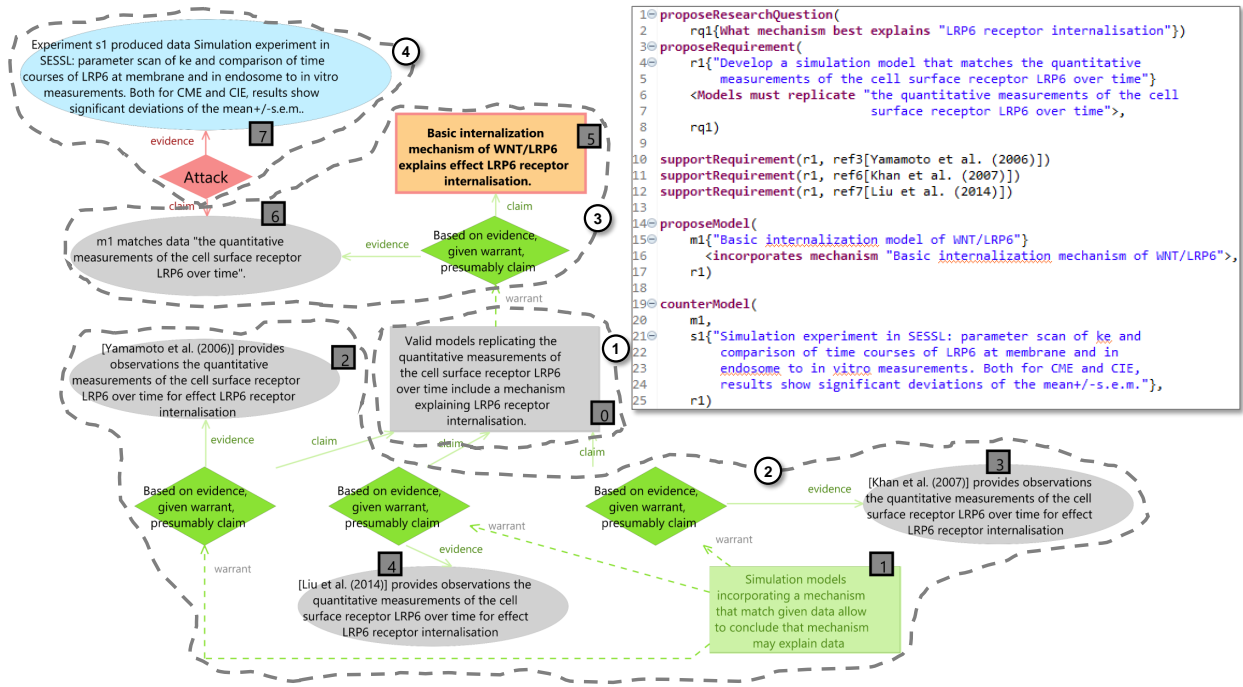 Experiment s1 produced data Simulation experiment in
SESSL: parameter scan of ke and comparison of time
courses of LRP6 at membrane and in endosome to in vitro
measurements. Both for CME and CIE, results show
significant deviations of the mean+/-s.e.m..
4
7
evidence
Attack
claim
6
m1 matches data "the quantitative
measurements of the cell surface receptor
LRP6 over time".
Basic internalization
mechanism of WNT/LRP6
explains effect LRP6 receptor
internalisation.
5
claim
3
evidence
Based on evidence,
given warrant,
presumably claim
warrant
Valid models replicating the
quantitative measurements of
the cell surface receptor LRP6
over time include a mechanism
explaining LRP6 receptor
internalisation.
1
0
[Yamamoto et al. (2006)] provides
observations the quantitative
measurements of the cell surface receptor
LRP6 over time for effect LRP6 receptor
internalisation
2
evidence
claim
claim
claim
Based on evidence,
given warrant,
presumably claim
Based on evidence,
given warrant,
presumably claim
Based on evidence,
given warrant,
presumably claim
2
evidence
3
[Khan et al. (2007)] provides observations
the quantitative measurements of the cell
surface receptor LRP6 over time for effect
LRP6 receptor internalisation
warrant
warrant
warrant
evidence
4
[Liu et al. (2014)] provides observations the
quantitative measurements of the cell
surface receptor LRP6 over time for effect
LRP6 receptor internalisation
1
Simulation models
incorporating a mechanism
that match given data allow
to conclude that mechanism
may explain data
1 proposeResearchQuestion(
2 rq1{What mechanism best explains "LRP6 receptor internalisation"})
3 proposeRequirement(
4 r1{"Develop a simulation model that matches the quantitative
5 measurements of the cell surface receptor LRP6 over time"}
6 <Models must replicate "the quantitative measurements of the cell
7 surface receptor LRP6 over time">,
8 rq1)
9
10 supportRequirement(r1, ref3[Yamamoto et al. (2006)])
11 supportRequirement(r1, ref6[Khan et al. (2007)])
12 supportRequirement(r1, ref7[Liu et al. (2014)])
13
14 proposeModel(
15 m1{"Basic internalization model of WNT/LRP6"}
16 <incorporates mechanism "Basic internalization mechanism of WNT/LRP6">,
17 r1)
18
19 counterModel(
20 m1,
21 s1{"Simulation experiment in SESSL: parameter scan of ke and
22 comparison of time courses of LRP6 at membrane and in
23 endosome to in vitro measurements. Both for CME and CIE,
24 results show significant deviations of the mean+/-s.e.m."},
25 r1)